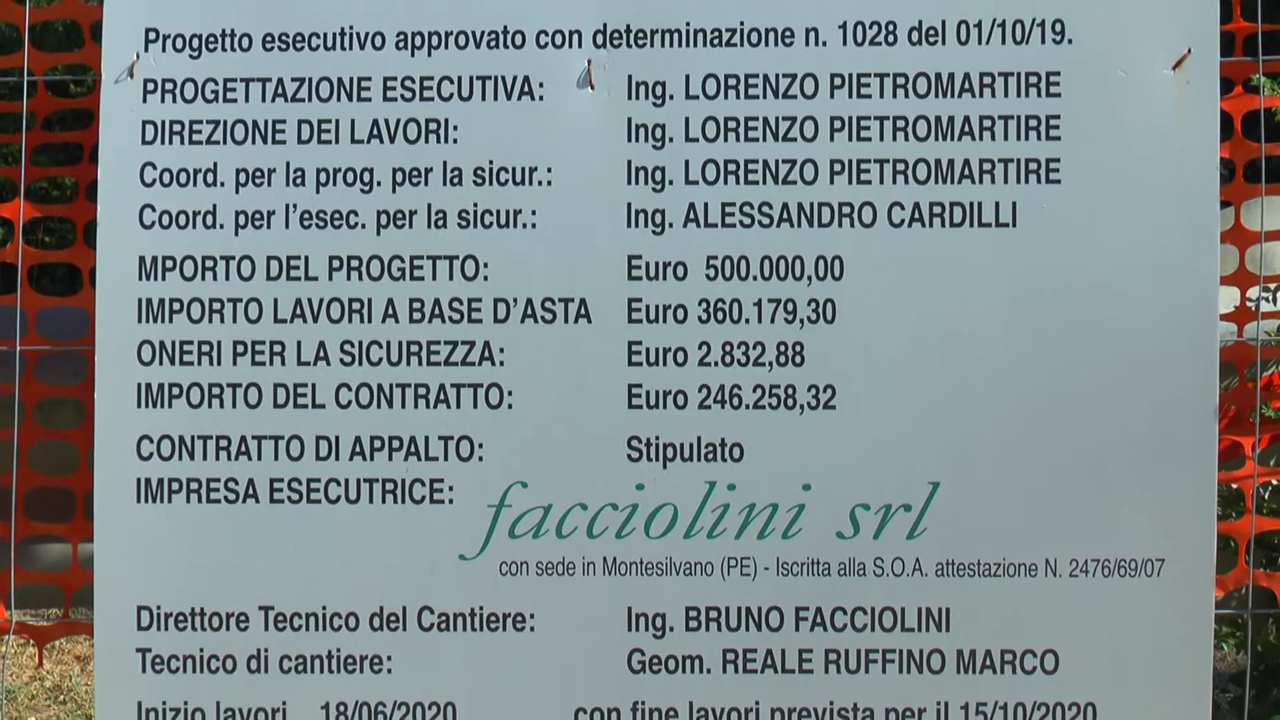 Progetto esecutivo approvato con determinazione n. 1028 del 01/10/19.
PROGETTAZIONE ESECUTIVA: Ing. LORENZO PIETROMARTIRE
DIREZIONE DEI LAVORI: Ing. LORENZO PIETROMARTIRE
Coord. per la prog. per la sicur.: Ing. LORENZO PIETROMARTIRE
Coord. per l'esec. per la sicur.: Ing. ALESSANDRO CARDILLI
MPORTO DEL PROGETTO: Euro 500.000,00
IMPORTO LAVORI A BASE D'ASTA Euro 360.179,30
ONERI PER LA SICUREZZA: Euro 2.832,88
IMPORTO DEL CONTRATTO: Euro 246.258,32
CONTRATTO DI APPALTO: Stipulato
IMPRESA ESECUTRICE: facciolini srl
con sede in Montesilvano (PE) - Iscritta alla S.O.A. attestazione N. 2476/69/07
Direttore Tecnico del Cantiere: Ing. BRUNO FACCIOLINI
Tecnico di cantiere: Geom. REALE RUFFINO MARCO
Inizio lavori 18/06/2020 con fine lavori prevista per il 15/10/2020